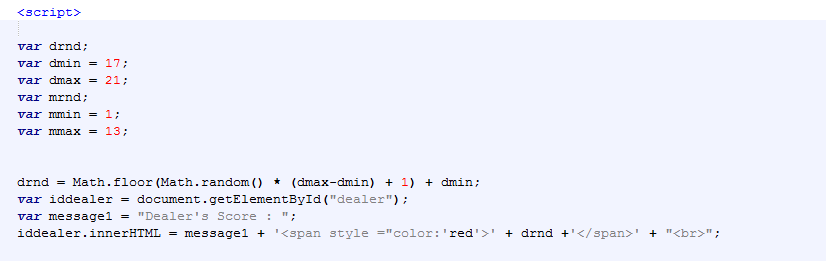 <script>
var drnd;
var dmin = 17;
var dmax = 21;
var mrnd;
var mmin = 1;
var mmax = 13;
drnd = Math.floor(Math.random() * (dmax-dmin) + 1) + dmin;
var iddealer = document.getElementById("dealer");
var message1 = "Dealer's Score : ";
iddealer.innerHTML = message1 + '<span style ="color:'red'>' + drnd +'</span>' + "<br>";